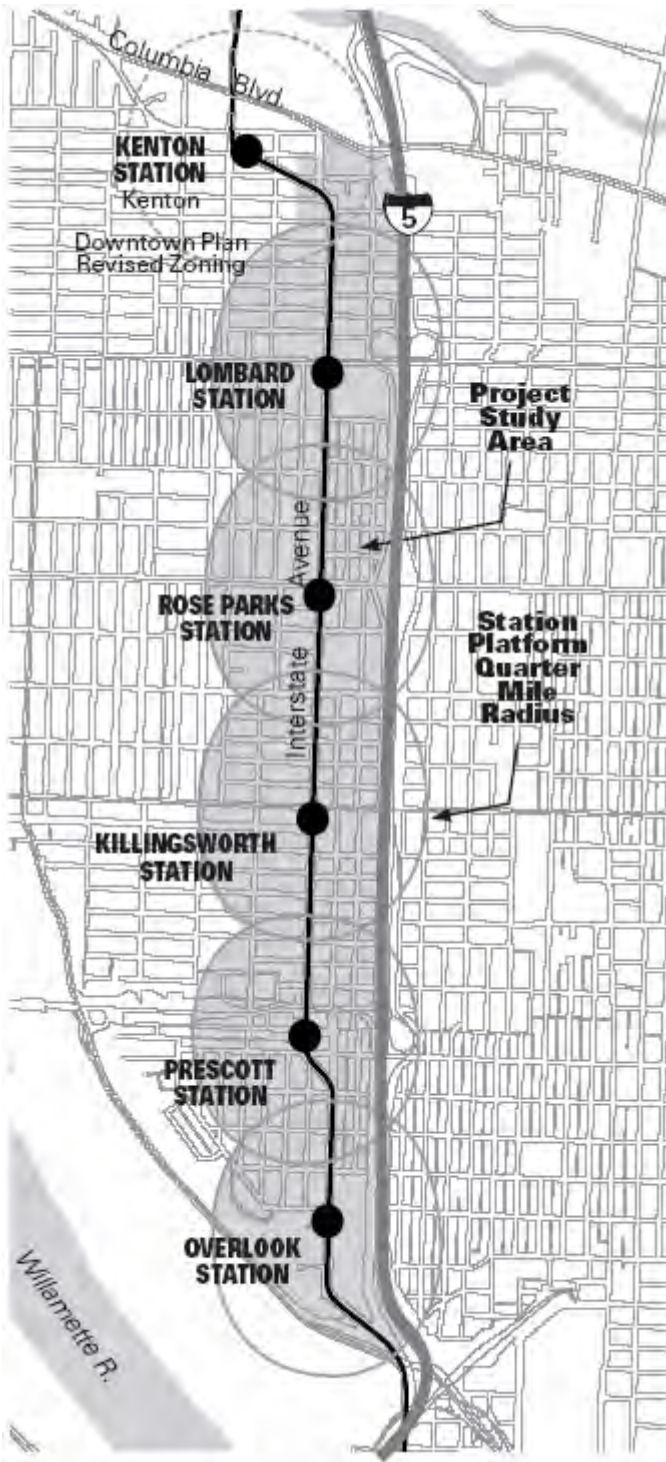 Columbia Blvd.
KENTON
STATION
Kenton
Downtown Plan
Revised Zoning
5
LOMBARD
STATION
Project
Study
Area
Interstate Avenue
ROSE PARKS
STATION
Station
Platform
Quarter
Mile
Radius
KILLINGSWORTH
STATION
PRESCOTT
STATION
OVERLOOK
STATION
Willamette R.